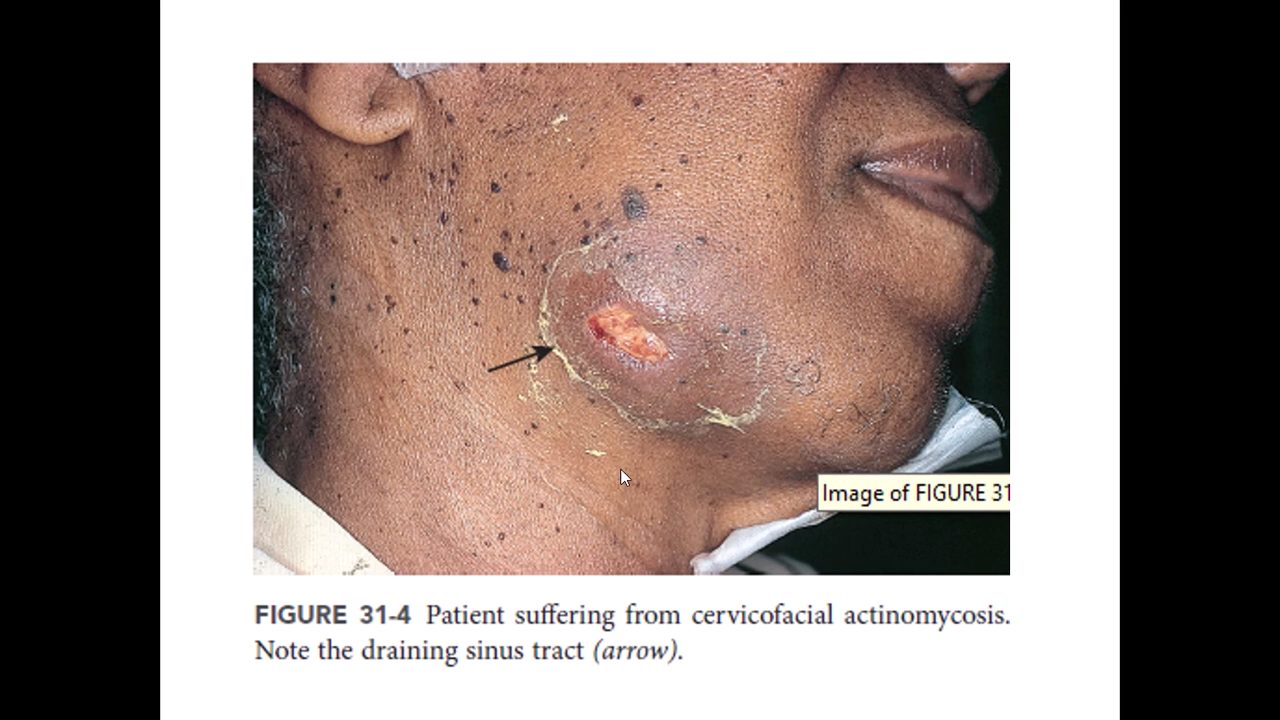 Image of FIGURE 31
FIGURE 31-4 Patient suffering from cervicofacial actinomycosis.
Note the draining sinus tract (arrow).